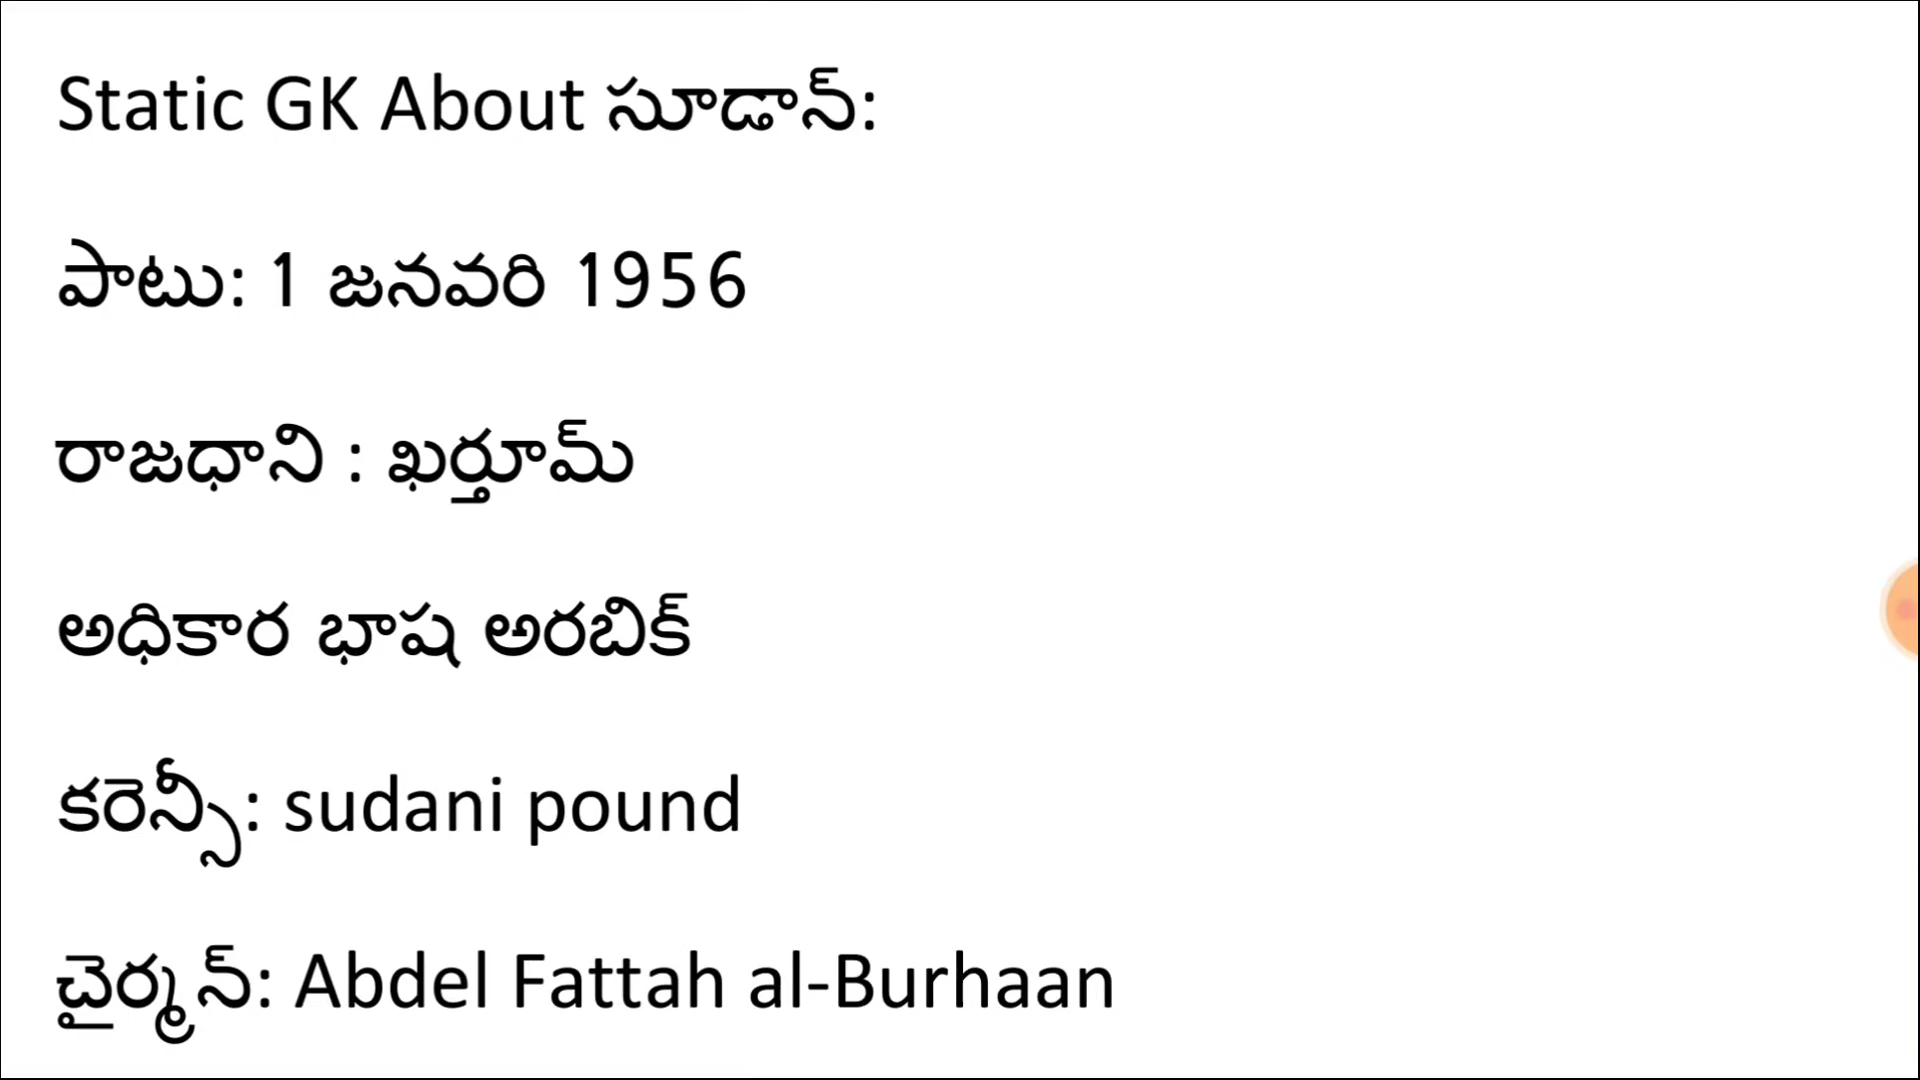 Static GK About సూడాన్:
పాటు: 1 జనవరి 1956
రాజధాని : ఖర్తూమ్
అధికార భాష అరబిక్
కరెన్సీ: sudani pound
చైర్మన్: Abdel Fattah al-Burhaan